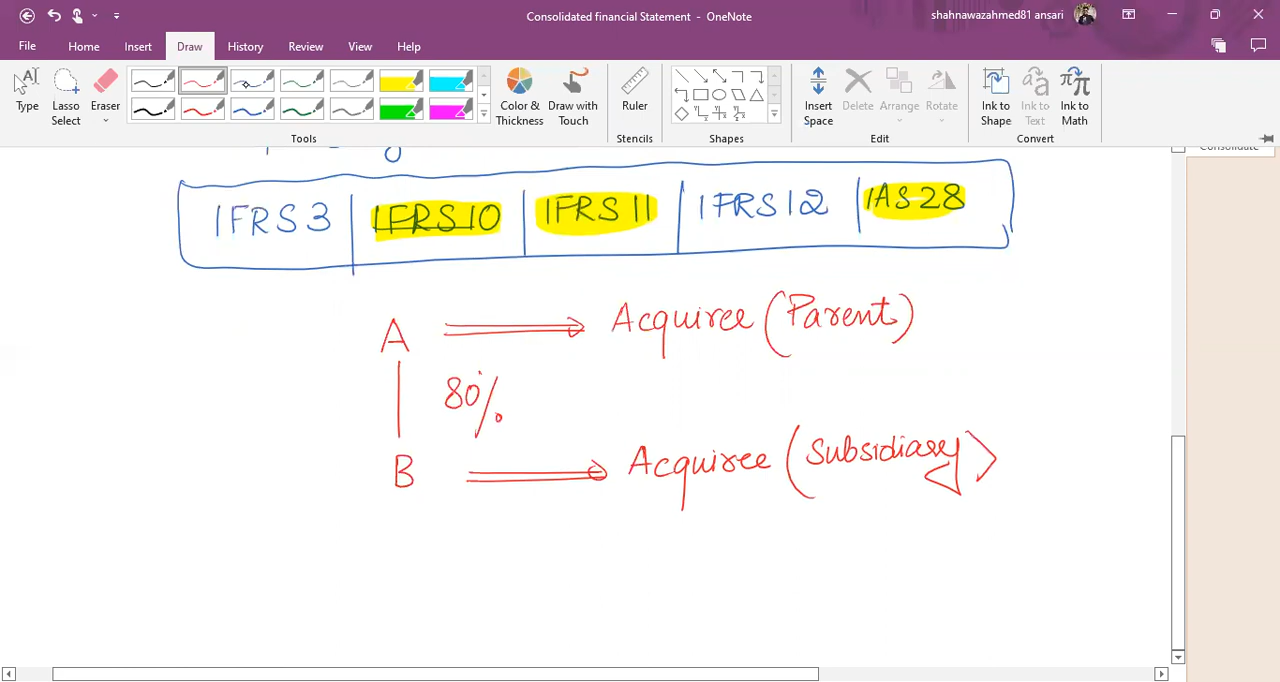 Consolidated financial Statement - OneNote
shahnawazahmed81 ansari
File Home Insert Draw History Review View Help
Type
Lasso Select
Eraser
Color & Thickness
Draw with Touch
Ruler
Insert Space
Delete
Arrange
Rotate
Ink to Shape
Ink to Text
Ink to Math
Tools
Stencils
Shapes
Edit
Convert
Consolidate
IFRS 3 IFRS 10 IFRS 11 IFRS 12 IAS 28
A Acquiree (Parent)
80%
B Acquiree (Subsidiary)